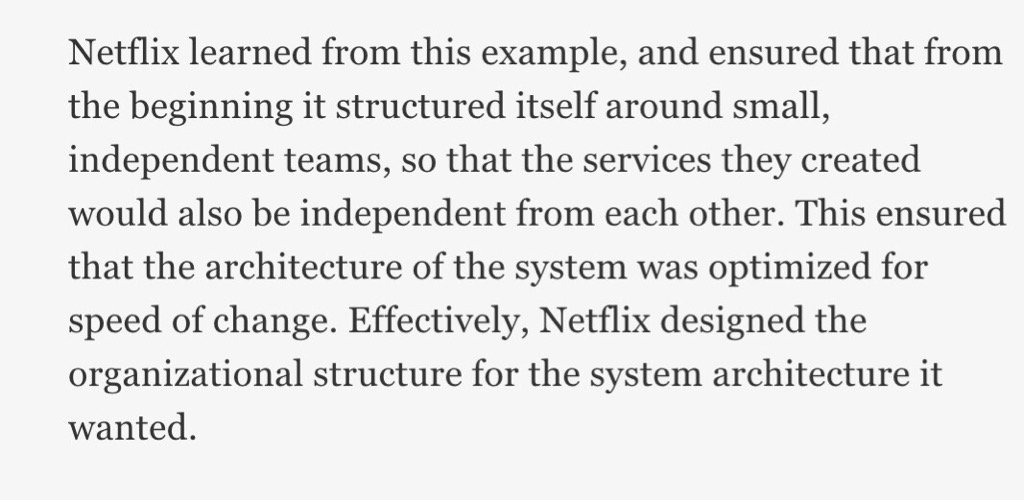 Netflix learned from this example, and ensured that from
the beginning it structured itself around small,
independent teams, so that the services they created
would also be independent from each other. This ensured
that the architecture of the system was optimized for
speed of change. Effectively, Netflix designed the
organizational structure for the system architecture it
wanted.